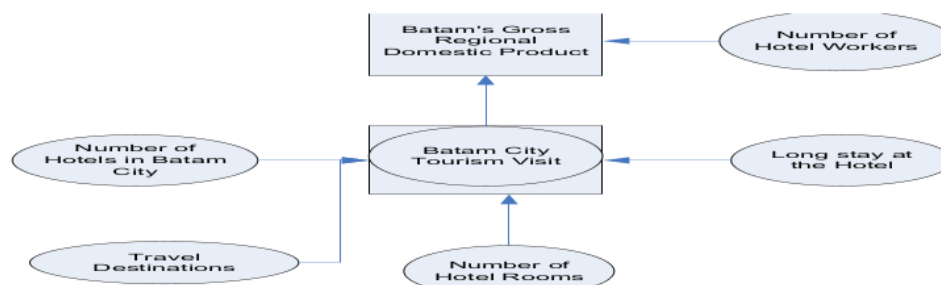 Batam's Gross
Regional
Domestic Product
Number of
Hotel Workers
Number of
Hotels in Batam
City
Batam City
Tourism Visit
Long stay at
the Hotel
Travel
Destinations
Number of
Hotel Rooms